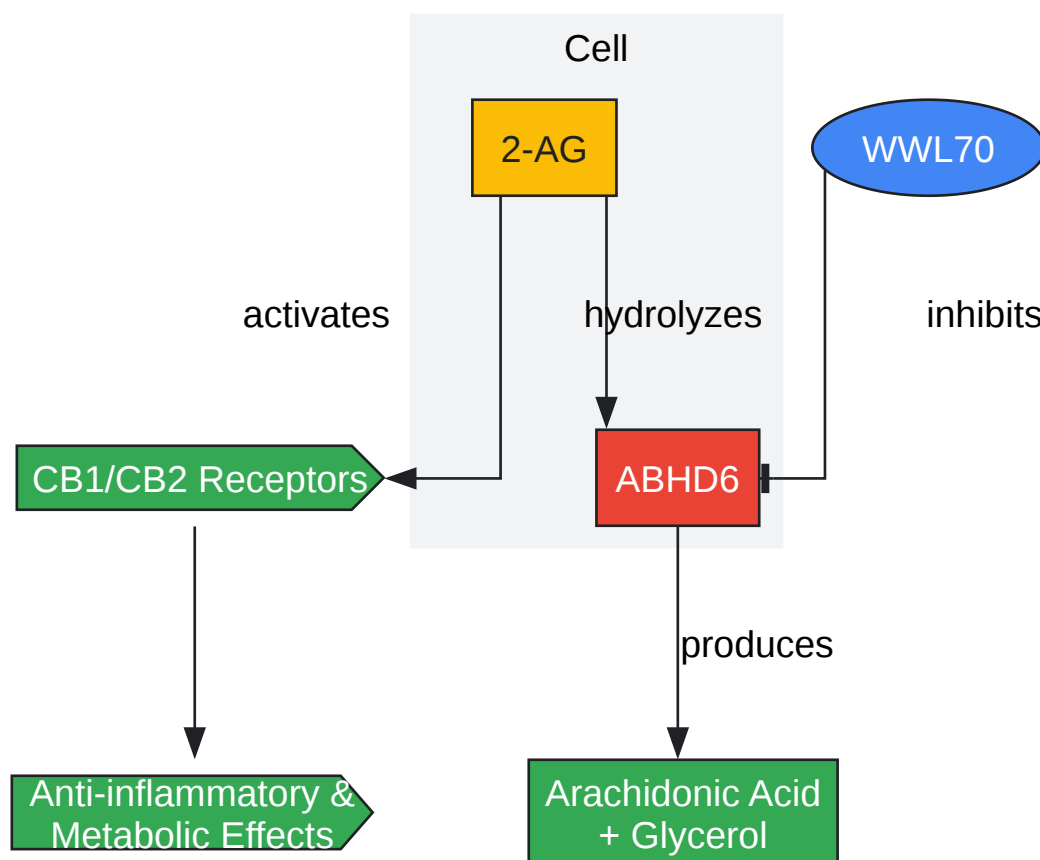 Cell
2-AG
WWL70
activates
hydrolyzes
inhibits
CB1/CB2 Receptors
ABHD6
produces
Anti-inflammatory &
Metabolic Effects
Arachidonic Acid
+ Glycerol